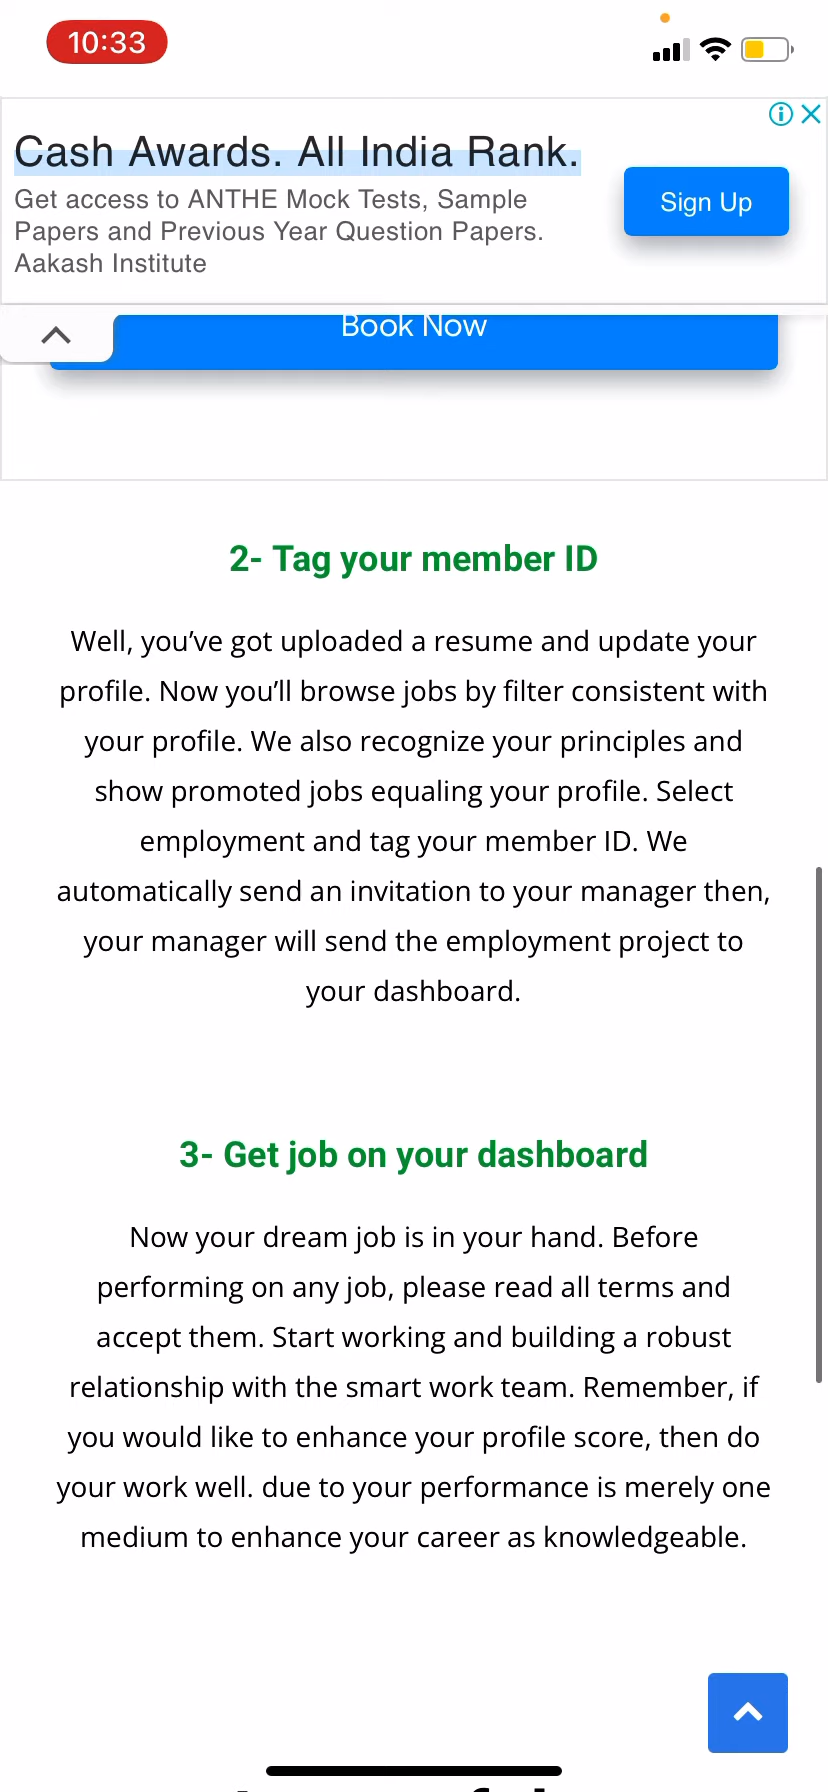 10:33
Cash Awards. All India Rank.
Get access to ANTHE Mock Tests, Sample
Papers and Previous Year Question Papers.
Aakash Institute
Sign Up
Book Now
2- Tag your member ID
Well, you’ve got uploaded a resume and update your
profile. Now you’ll browse jobs by filter consistent with
your profile. We also recognize your principles and
show promoted jobs equaling your profile. Select
employment and tag your member ID. We
automatically send an invitation to your manager then,
your manager will send the employment project to
your dashboard.
3- Get job on your dashboard
Now your dream job is in your hand. Before
performing on any job, please read all terms and
accept them. Start working and building a robust
relationship with the smart work team. Remember, if
you would like to enhance your profile score, then do
your work well. due to your performance is merely one
medium to enhance your career as knowledgeable.